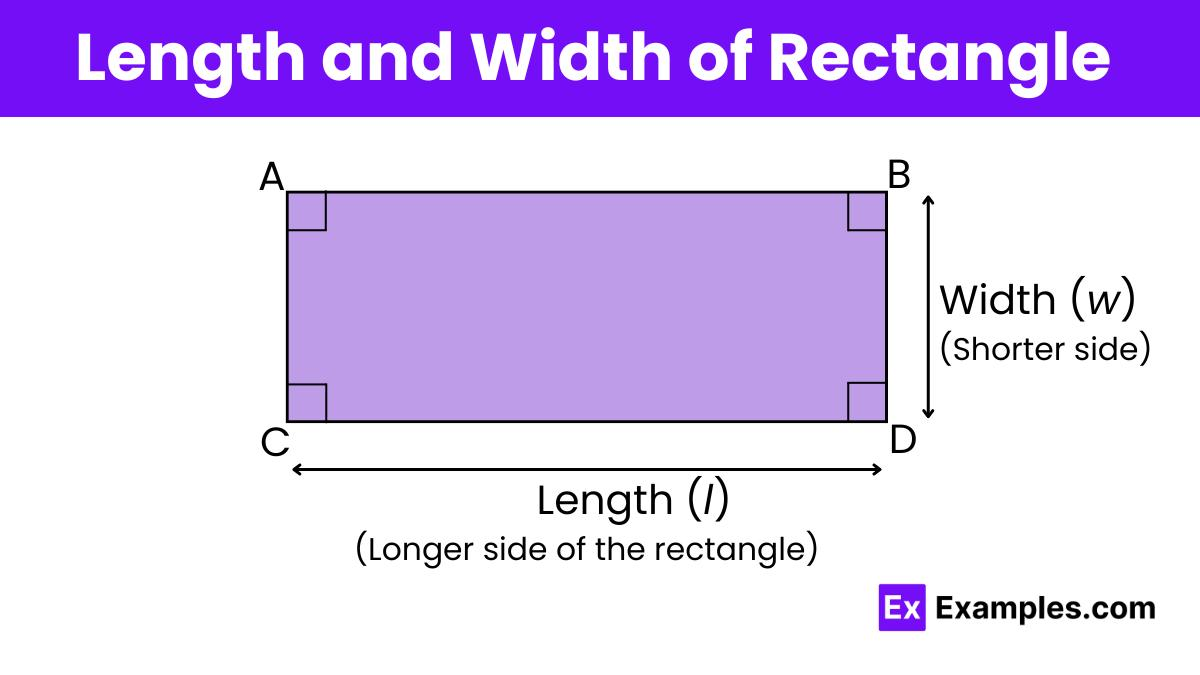 Length and Width of Rectangle
A
B
Width (w)
(Shorter side)
C
D
Length (l)
(Longer side of the rectangle)
Ex Examples.com